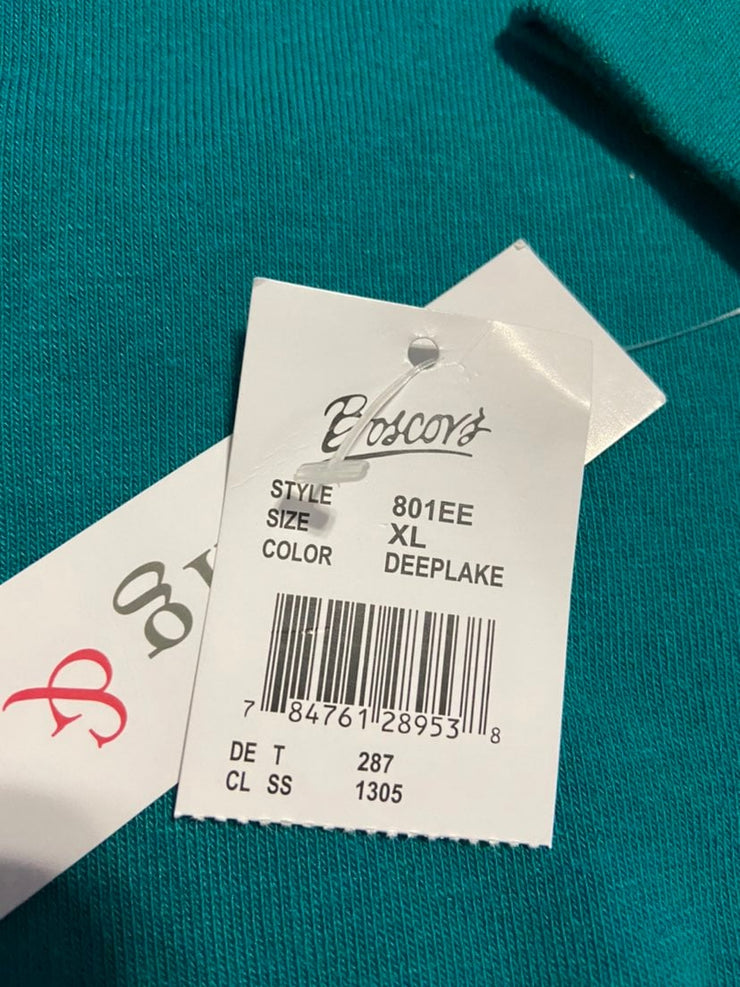 Boscov's
STYLE 801EE
SIZE XL
COLOR DEEPLAKE
7 84761 28953 8
DE T 287
CL SS 1305
g
&